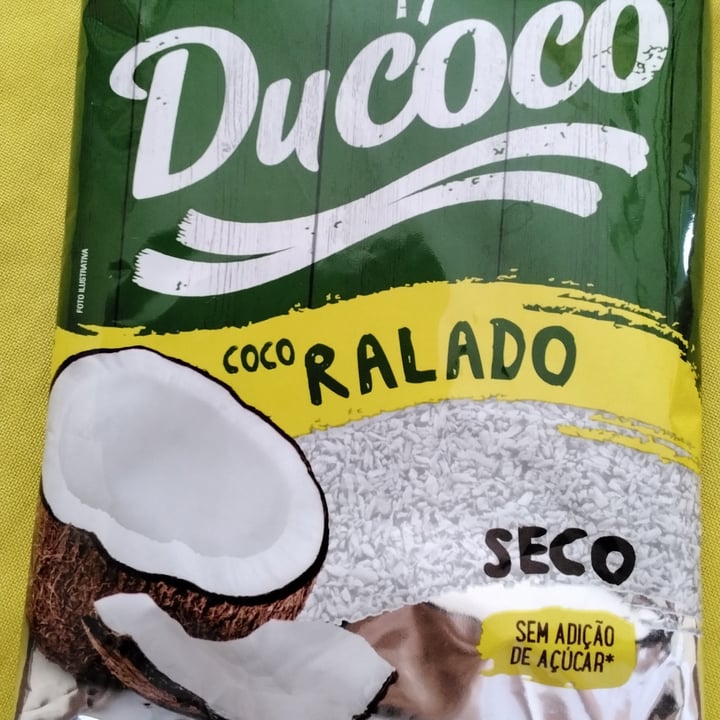 Ducoco
FOTO ILUSTRATIVA
COCO RALADO
SECO
SEM ADIÇÃO
DE AÇÚCAR*